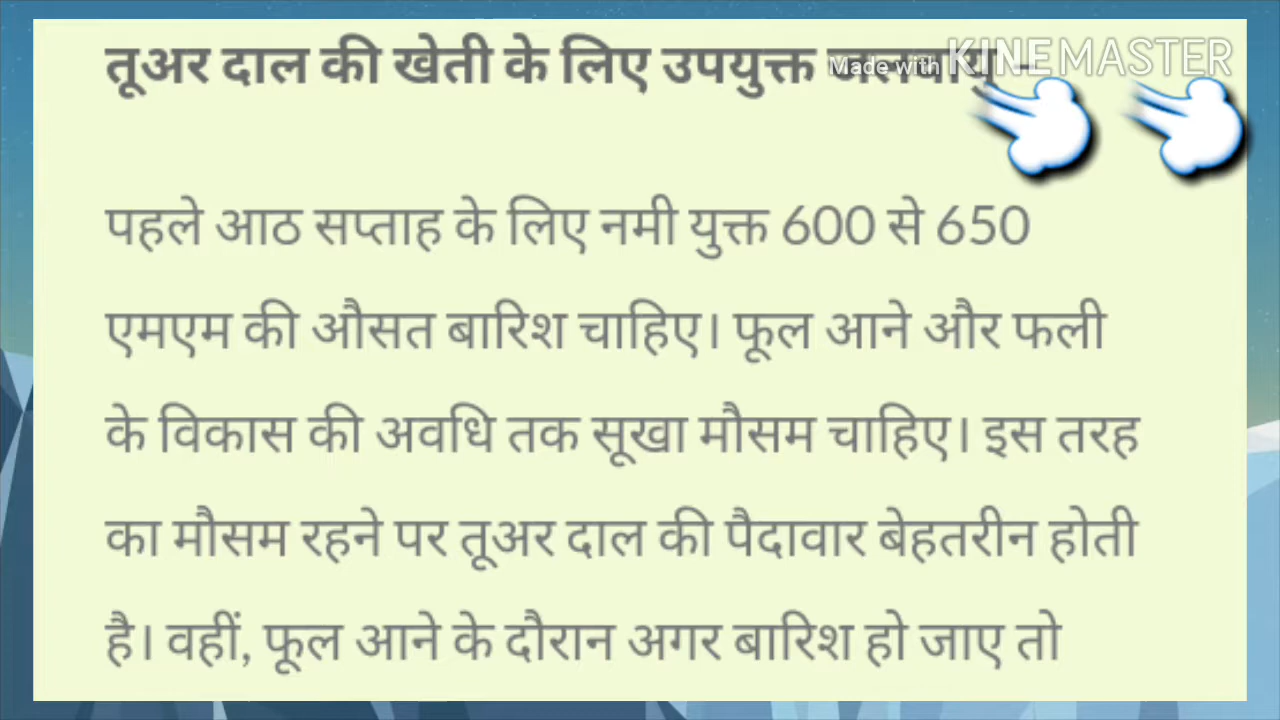 तूअर दाल की खेती के लिए उपयुक्त जलवायु –
Made with KINEMASTER
पहले आठ सप्ताह के लिए नमी युक्त 600 से 650
एमएम की औसत बारिश चाहिए। फूल आने और फली
के विकास की अवधि तक सूखा मौसम चाहिए। इस तरह
का मौसम रहने पर तूअर दाल की पैदावार बेहतरीन होती
है। वहीं, फूल आने के दौरान अगर बारिश हो जाए तो